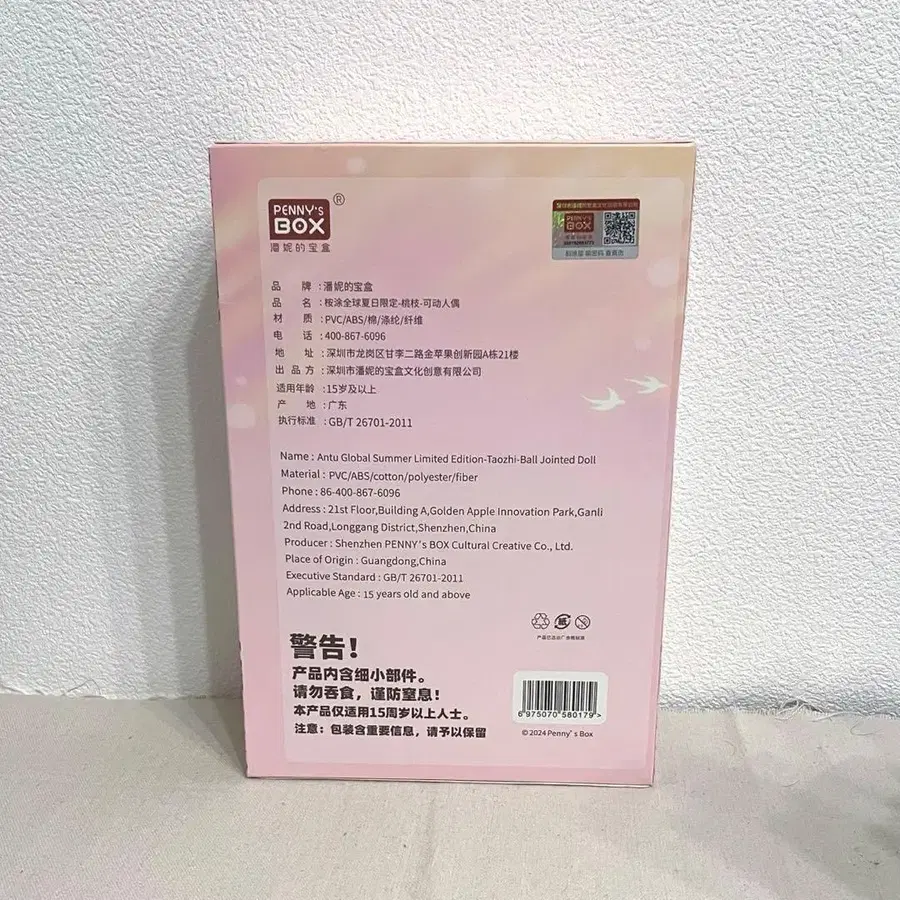 PENNY's
BOX
®
潘妮的宝盒
PENNY's
BOX
品 牌 : 潘妮的宝盒
品 名 : 桉涂全球夏日限定-桃枝-可动人偶
材 质 : PVC/ABS/棉/涤纶/纤维
电 话 : 400-867-6096
地 址 : 深圳市龙岗区甘李二路金苹果创新园A栋21楼
出 品 方 : 深圳市潘妮的宝盒文化创意有限公司
适用年龄 : 15岁及以上
产 地 : 广东
执行标准 : GB/T 26701-2011
Name : Antu Global Summer Limited Edition-Taozhi-Ball Jointed Doll
Material : PVC/ABS/cotton/polyester/fiber
Phone : 86-400-867-6096
Address : 21st Floor,Building A,Golden Apple Innovation Park,Ganli
2nd Road,Longgang District,Shenzhen,China
Producer : Shenzhen PENNY's BOX Cultural Creative Co., Ltd.
Place of Origin : Guangdong,China
Executive Standard : GB/T 26701-2011
Applicable Age : 15 years old and above
警告!
产品内含细小部件。
请勿吞食，谨防窒息!
本产品仅适用15周岁以上人士。
注意：包装含重要信息，请予以保留
6 975070 580179 >
© 2024 Penny's Box